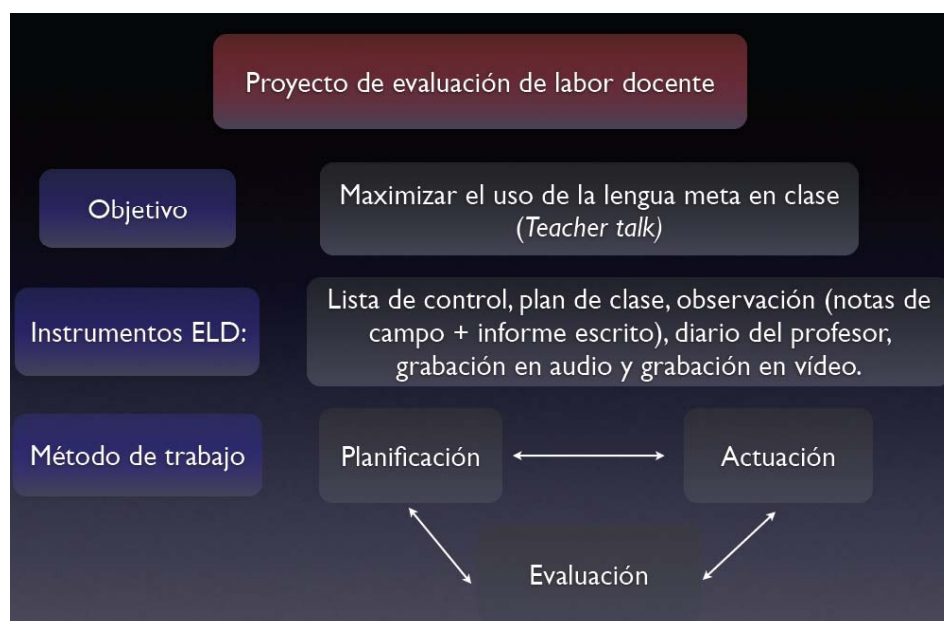 Proyecto de evaluación de labor docente
Objetivo
Maximizar el uso de la lengua meta en clase
(Teacher talk)
Instrumentos ELD:
Lista de control, plan de clase, observación (notas de
campo + informe escrito), diario del profesor,
grabación en audio y grabación en vídeo.
Método de trabajo
Planificación
Actuación
Evaluación